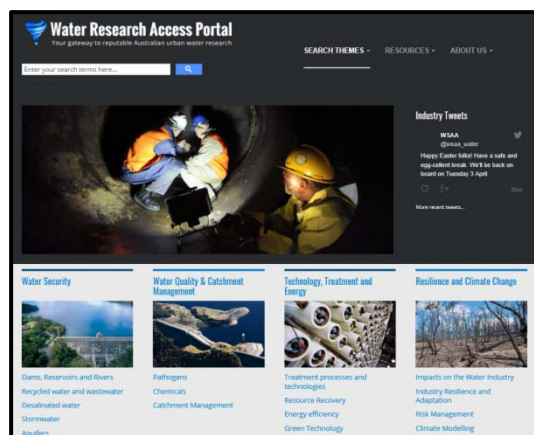 Water Research Access Portal
Your gateway to reputable Australian urban water research
SEARCH THEMES
RESOURCES
ABOUT US
Enter your search terms here...
Industry Tweets
WSAA
@wsaa_water
Happy Easter folks! Have a safe and
egg-cellent break. We'll be back on
board on Tuesday 3 April
More recent tweets...
Water Security
Dams, Reservoirs and Rivers
Recycled water and wastewater
Desalinated water
Stormwater
Aquifers
Water Quality & Catchment
Management
Pathogens
Chemicals
Catchment Management
Technology, Treatment and
Energy
Treatment processes and
technologies
Resource Recovery
Energy efficiency
Green Technology
Resilience and Climate Change
Impacts on the Water Industry
Industry Resilience and
Adaptation
Risk Management
Climate Modelling